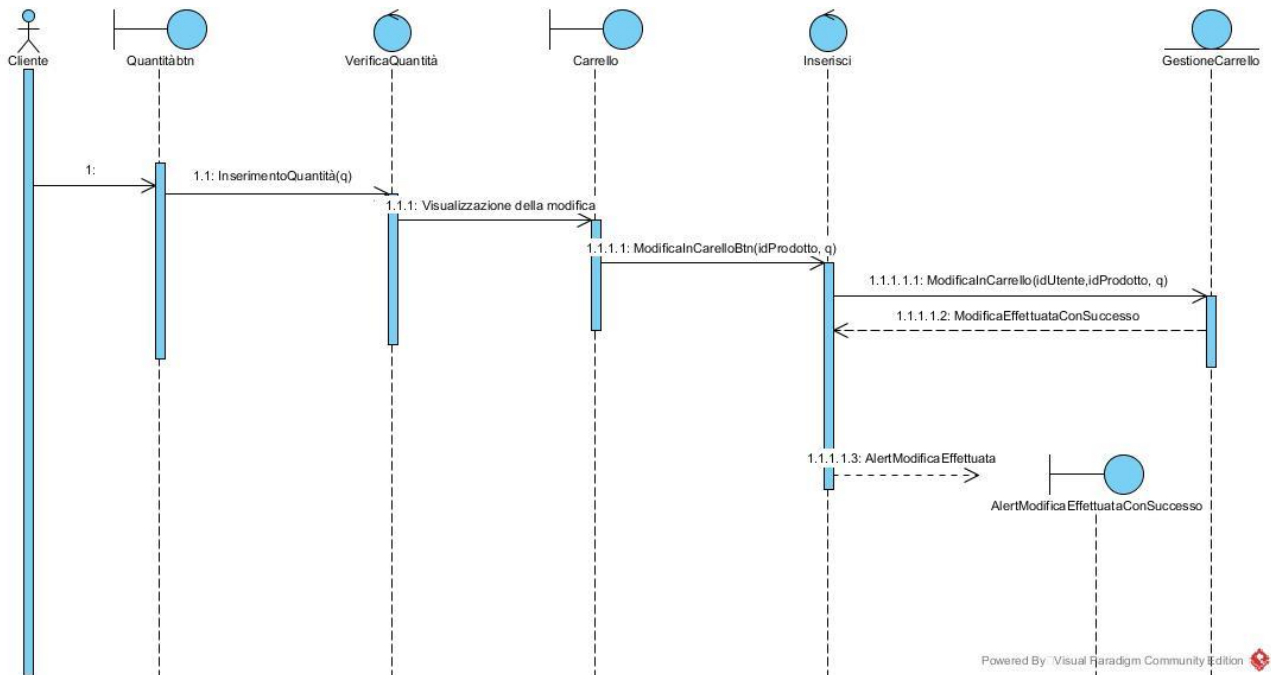 Cliente
Quantitàbtn
VerificaQuantità
Carrello
Inserisci
GestioneCarrello
1:
1.1: InserimentoQuantità(q)
1.1.1: Visualizzazione della modifica
1.1.1.1: ModificaInCarelloBtn(idProdotto, q)
1.1.1.1.1: ModificaInCarrello(idUtente,idProdotto, q)
1.1.1.1.2: ModificaEffettuataConSuccesso
1.1.1.1.3: AlertModificaEffettuata
AlertModificaEffettuataConSuccesso
Powered By Visual Paradigm Community Edition